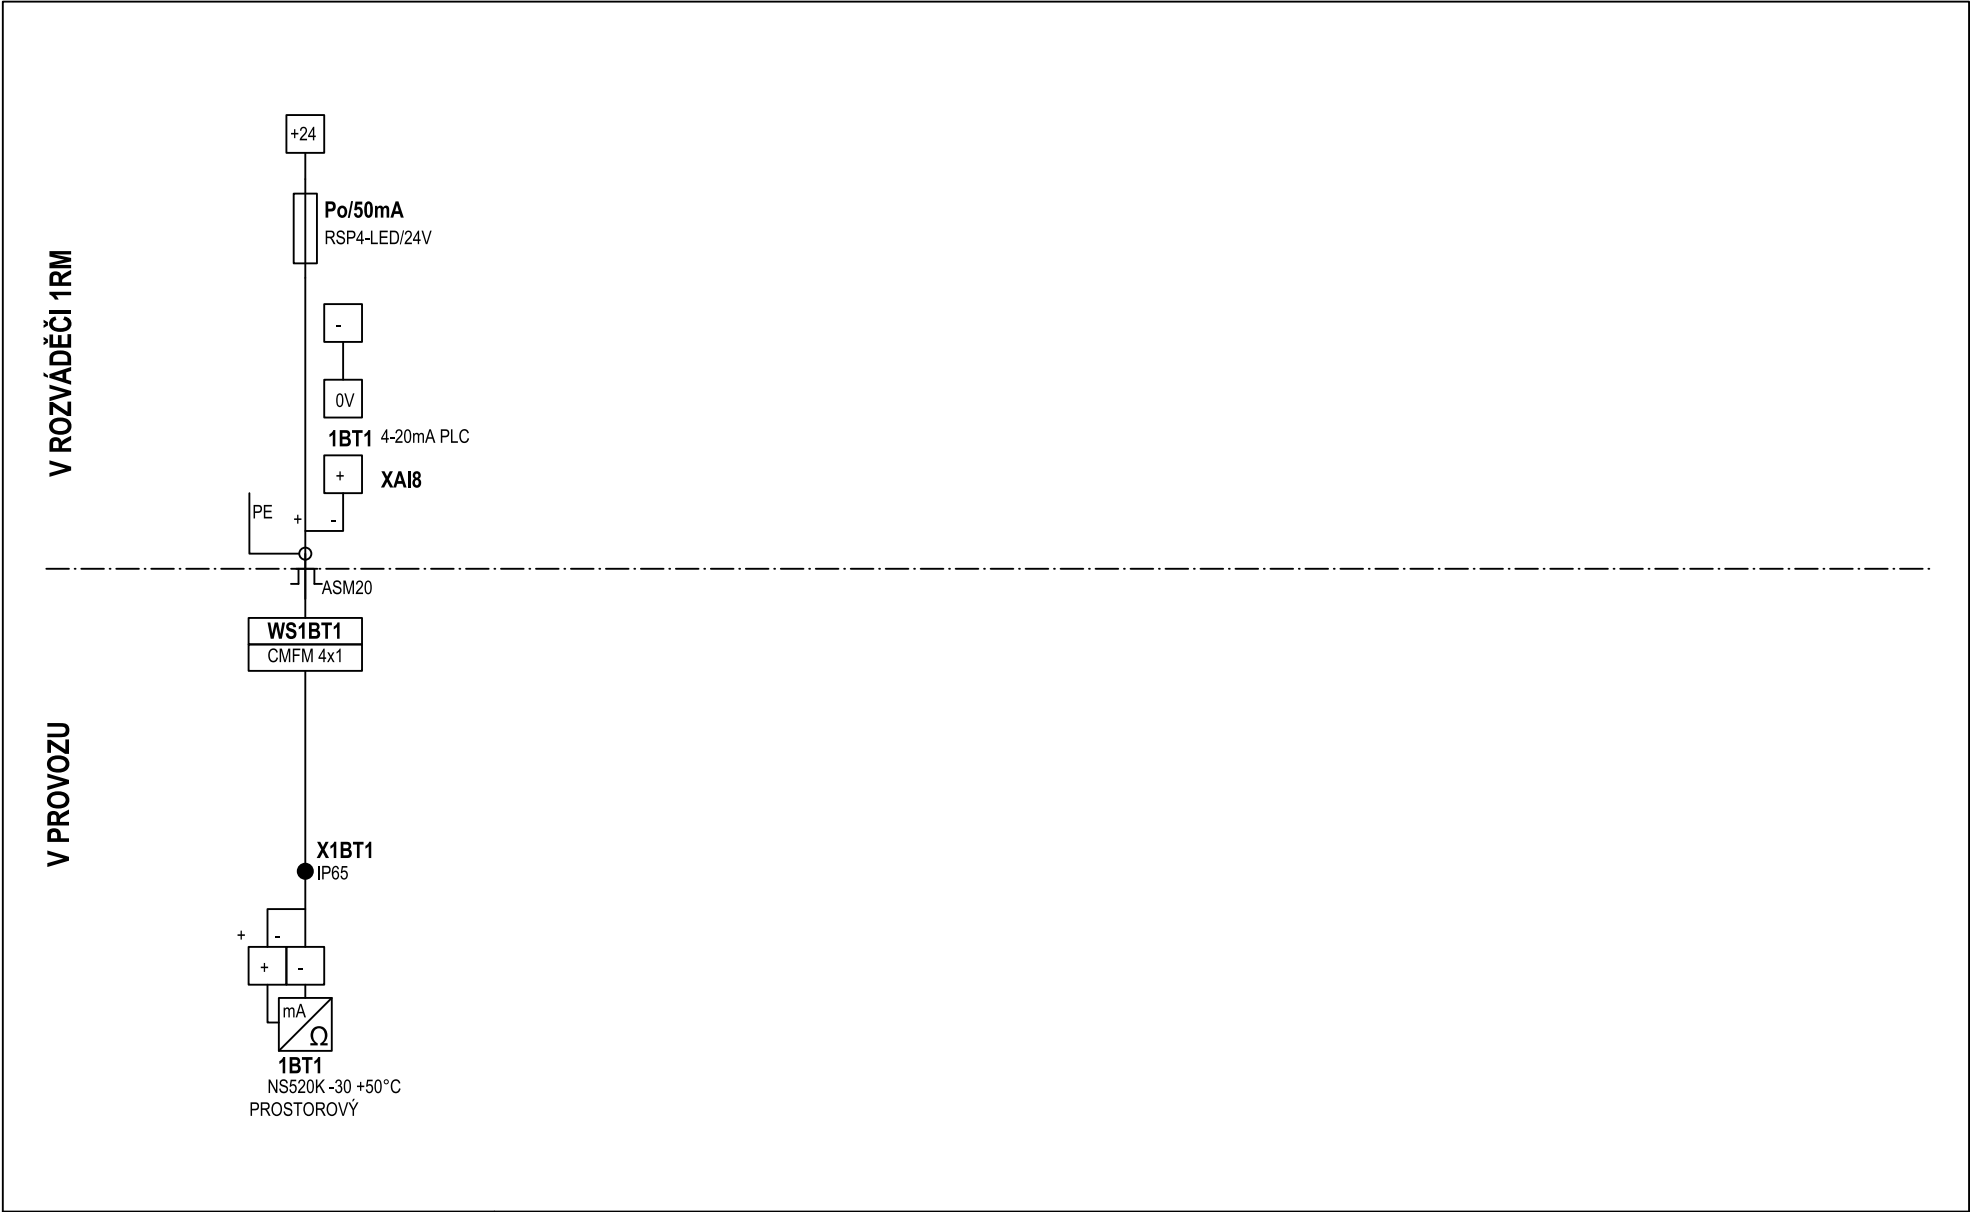 +24
Po/50mA
RSP4-LED/24V
V ROZVÁDĚČI 1RM
-
0V
1BT1 4-20mA PLC
+
XAI8
PE
+ -
ASM20
WS1BT1
CMFM 4x1
V PROVOZU
X1BT1
IP65
+ -
+ -
mA
Ω
1BT1
NS520K -30 +50°C
PROSTOROVÝ